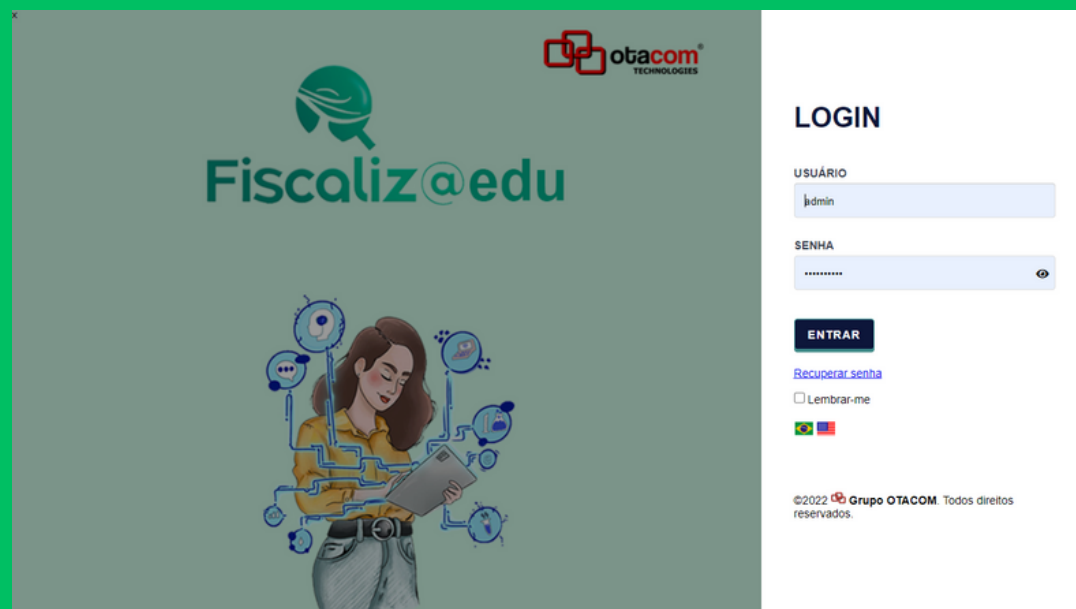 x
otacom®
TECHNOLOGIES
Fiscaliz@edu
LOGIN
USUÁRIO
admin
SENHA
••••••••••
ENTRAR
Recuperar senha
Lembrar-me
©2022 Grupo OTACOM. Todos direitos
reservados.